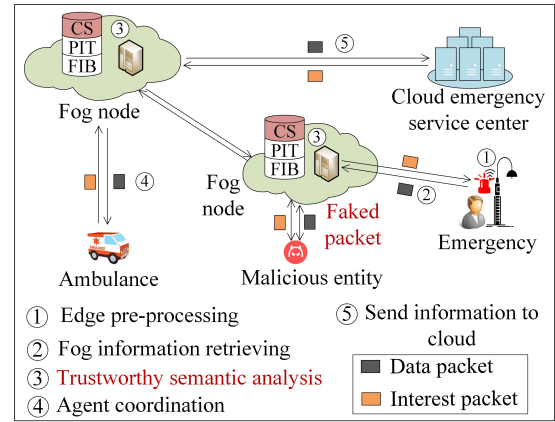 CS
PIT
FIB
③
Fog node
⑤
Cloud emergency
service center
CS
PIT
FIB
③
Fog
node
①
②
Emergency
④
Ambulance
Faked
packet
Malicious entity
① Edge pre-processing
② Fog information retrieving
③ Trustworthy semantic analysis
④ Agent coordination
⑤ Send information to
cloud
Data packet
Interest packet